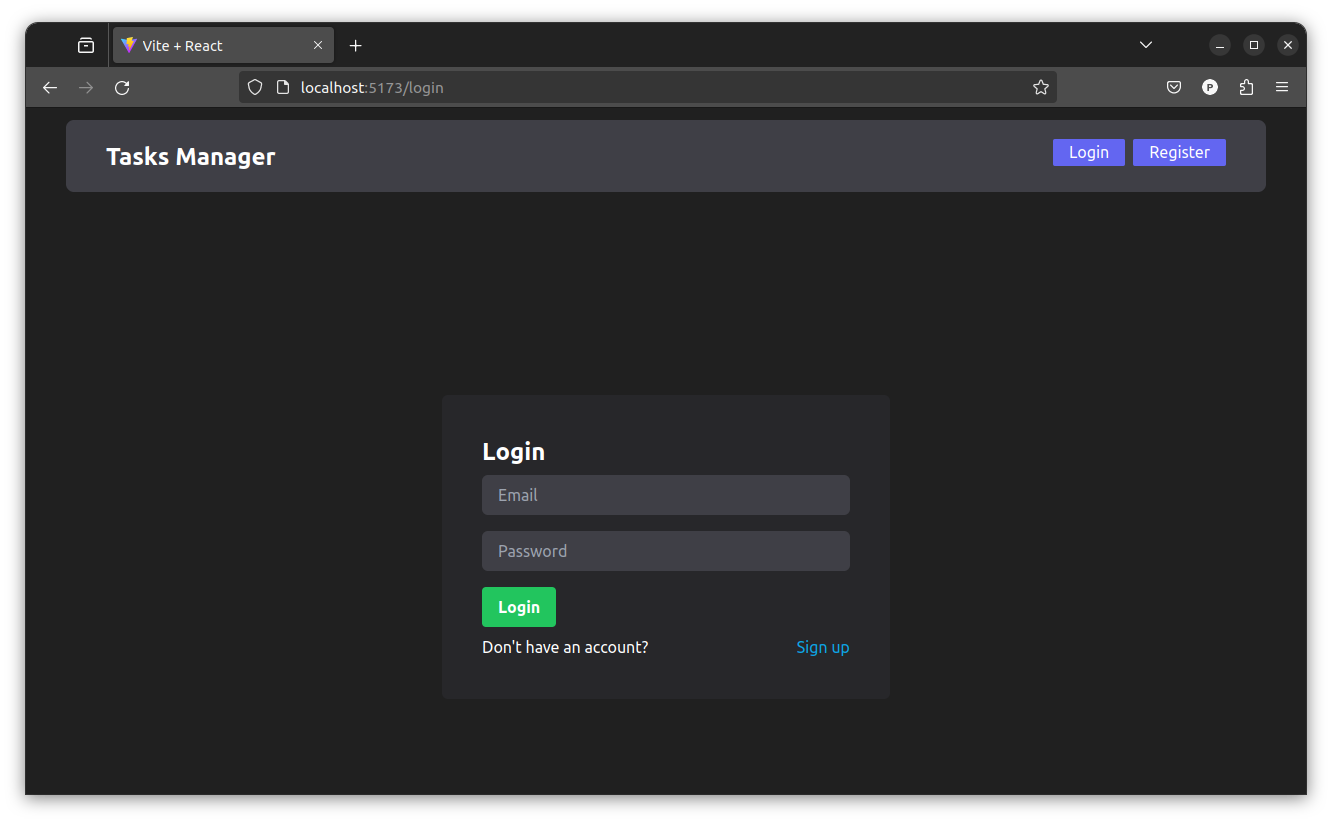 Vite + React
localhost:5173/login
P
Tasks Manager
Login Register
Login
Email
Password
Login
Don't have an account? Sign up